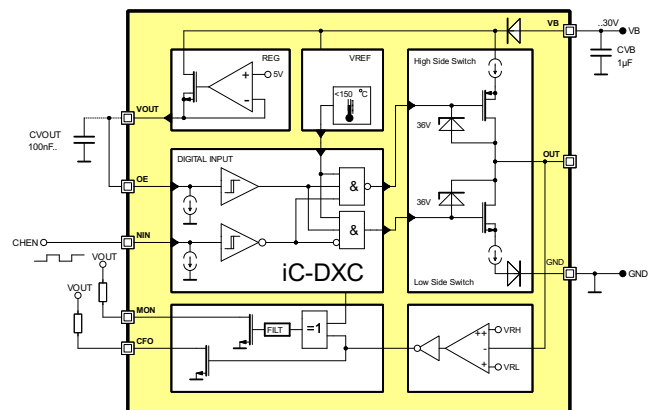 VB
..30V
VB
CVB
1µF
REG
+
5V
-
VREF
<150 °C
High Side Switch
36V
VOUT
CVOUT
100nF..
OE
DIGITAL INPUT
&
OUT
36V
CHEN
NIN
&
iC-DXC
GND
GND
Low Side Switch
VOUT
VOUT
MON
FILT
=1
CFO
++
VRH
-
+
VRL